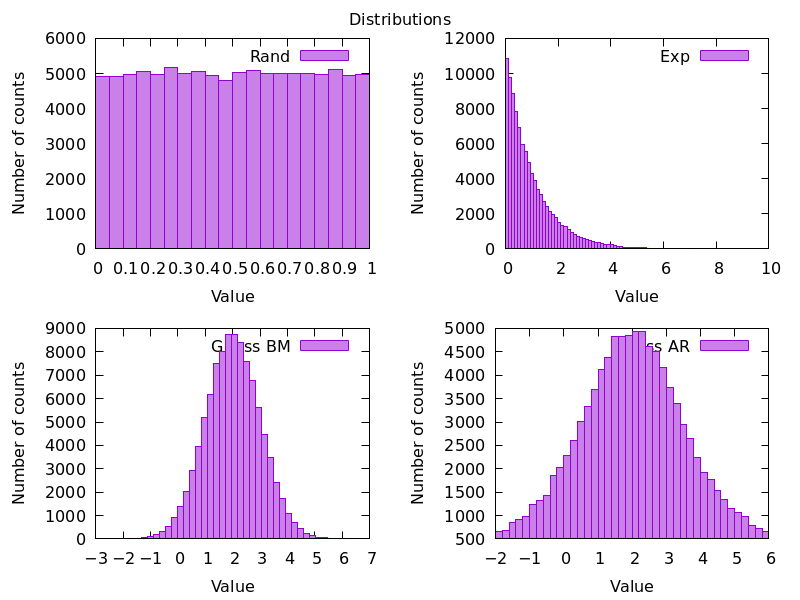 Distributions
Number of counts
6000
5000
4000
3000
2000
1000
0
Rand
0 0.1 0.2 0.3 0.4 0.5 0.6 0.7 0.8 0.9 1
Value
Number of counts
12000
10000
8000
6000
4000
2000
0
Exp
0 2 4 6 8 10
Value
Number of counts
9000
8000
7000
6000
5000
4000
3000
2000
1000
0
BM
−3 −2 −1 0 1 2 3 4 5 6 7
Value
Number of counts
5000
4500
4000
3500
3000
2500
2000
1500
1000
500
AR
−2 −1 0 1 2 3 4 5 6
Value